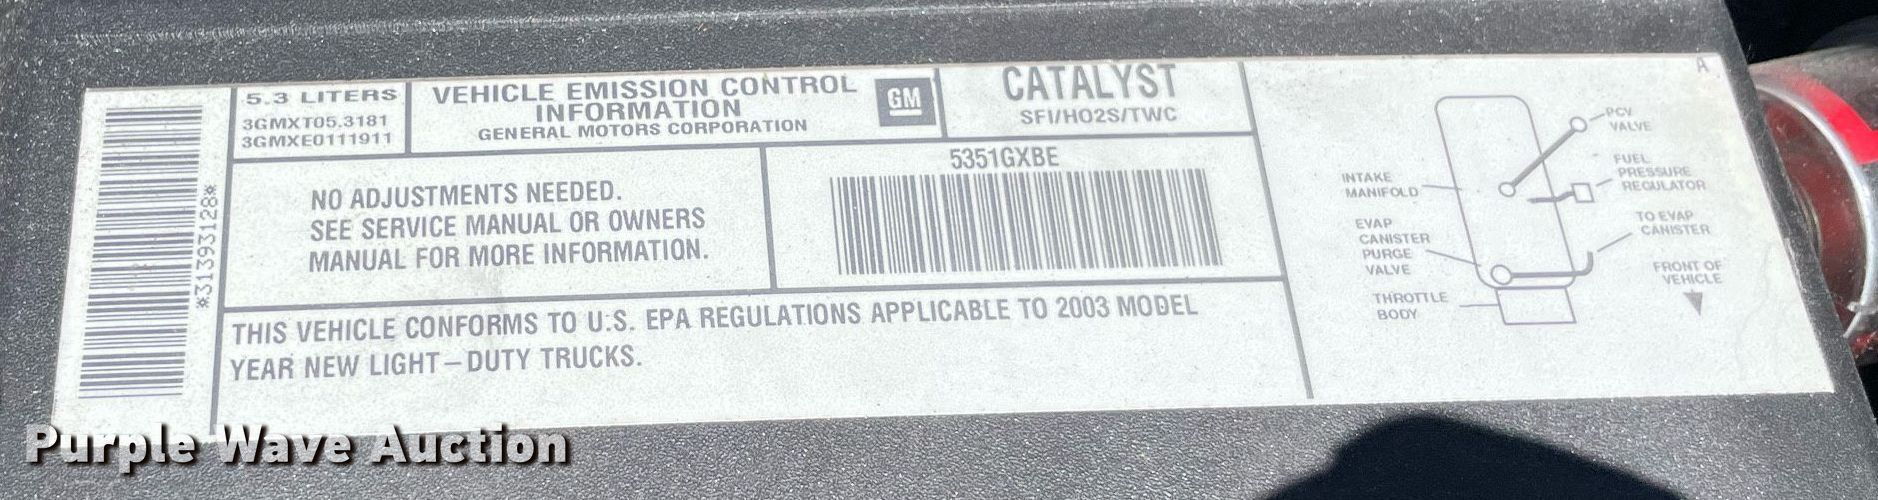 *31393128*
5.3 LITERS
3GMXT05.3181
3GMXE0111911
VEHICLE EMISSION CONTROL
INFORMATION
GENERAL MOTORS CORPORATION
GM
CATALYST
SFI/HO2S/TWC
NO ADJUSTMENTS NEEDED.
SEE SERVICE MANUAL OR OWNERS
MANUAL FOR MORE INFORMATION.
5351GXBE
THIS VEHICLE CONFORMS TO U.S. EPA REGULATIONS APPLICABLE TO 2003 MODEL
YEAR NEW LIGHT-DUTY TRUCKS.
A
PCV
VALVE
FUEL
PRESSURE
REGULATOR
INTAKE
MANIFOLD
TO EVAP
CANISTER
EVAP
CANISTER
PURGE
VALVE
FRONT OF
VEHICLE
THROTTLE
BODY
Purple Wave Auction